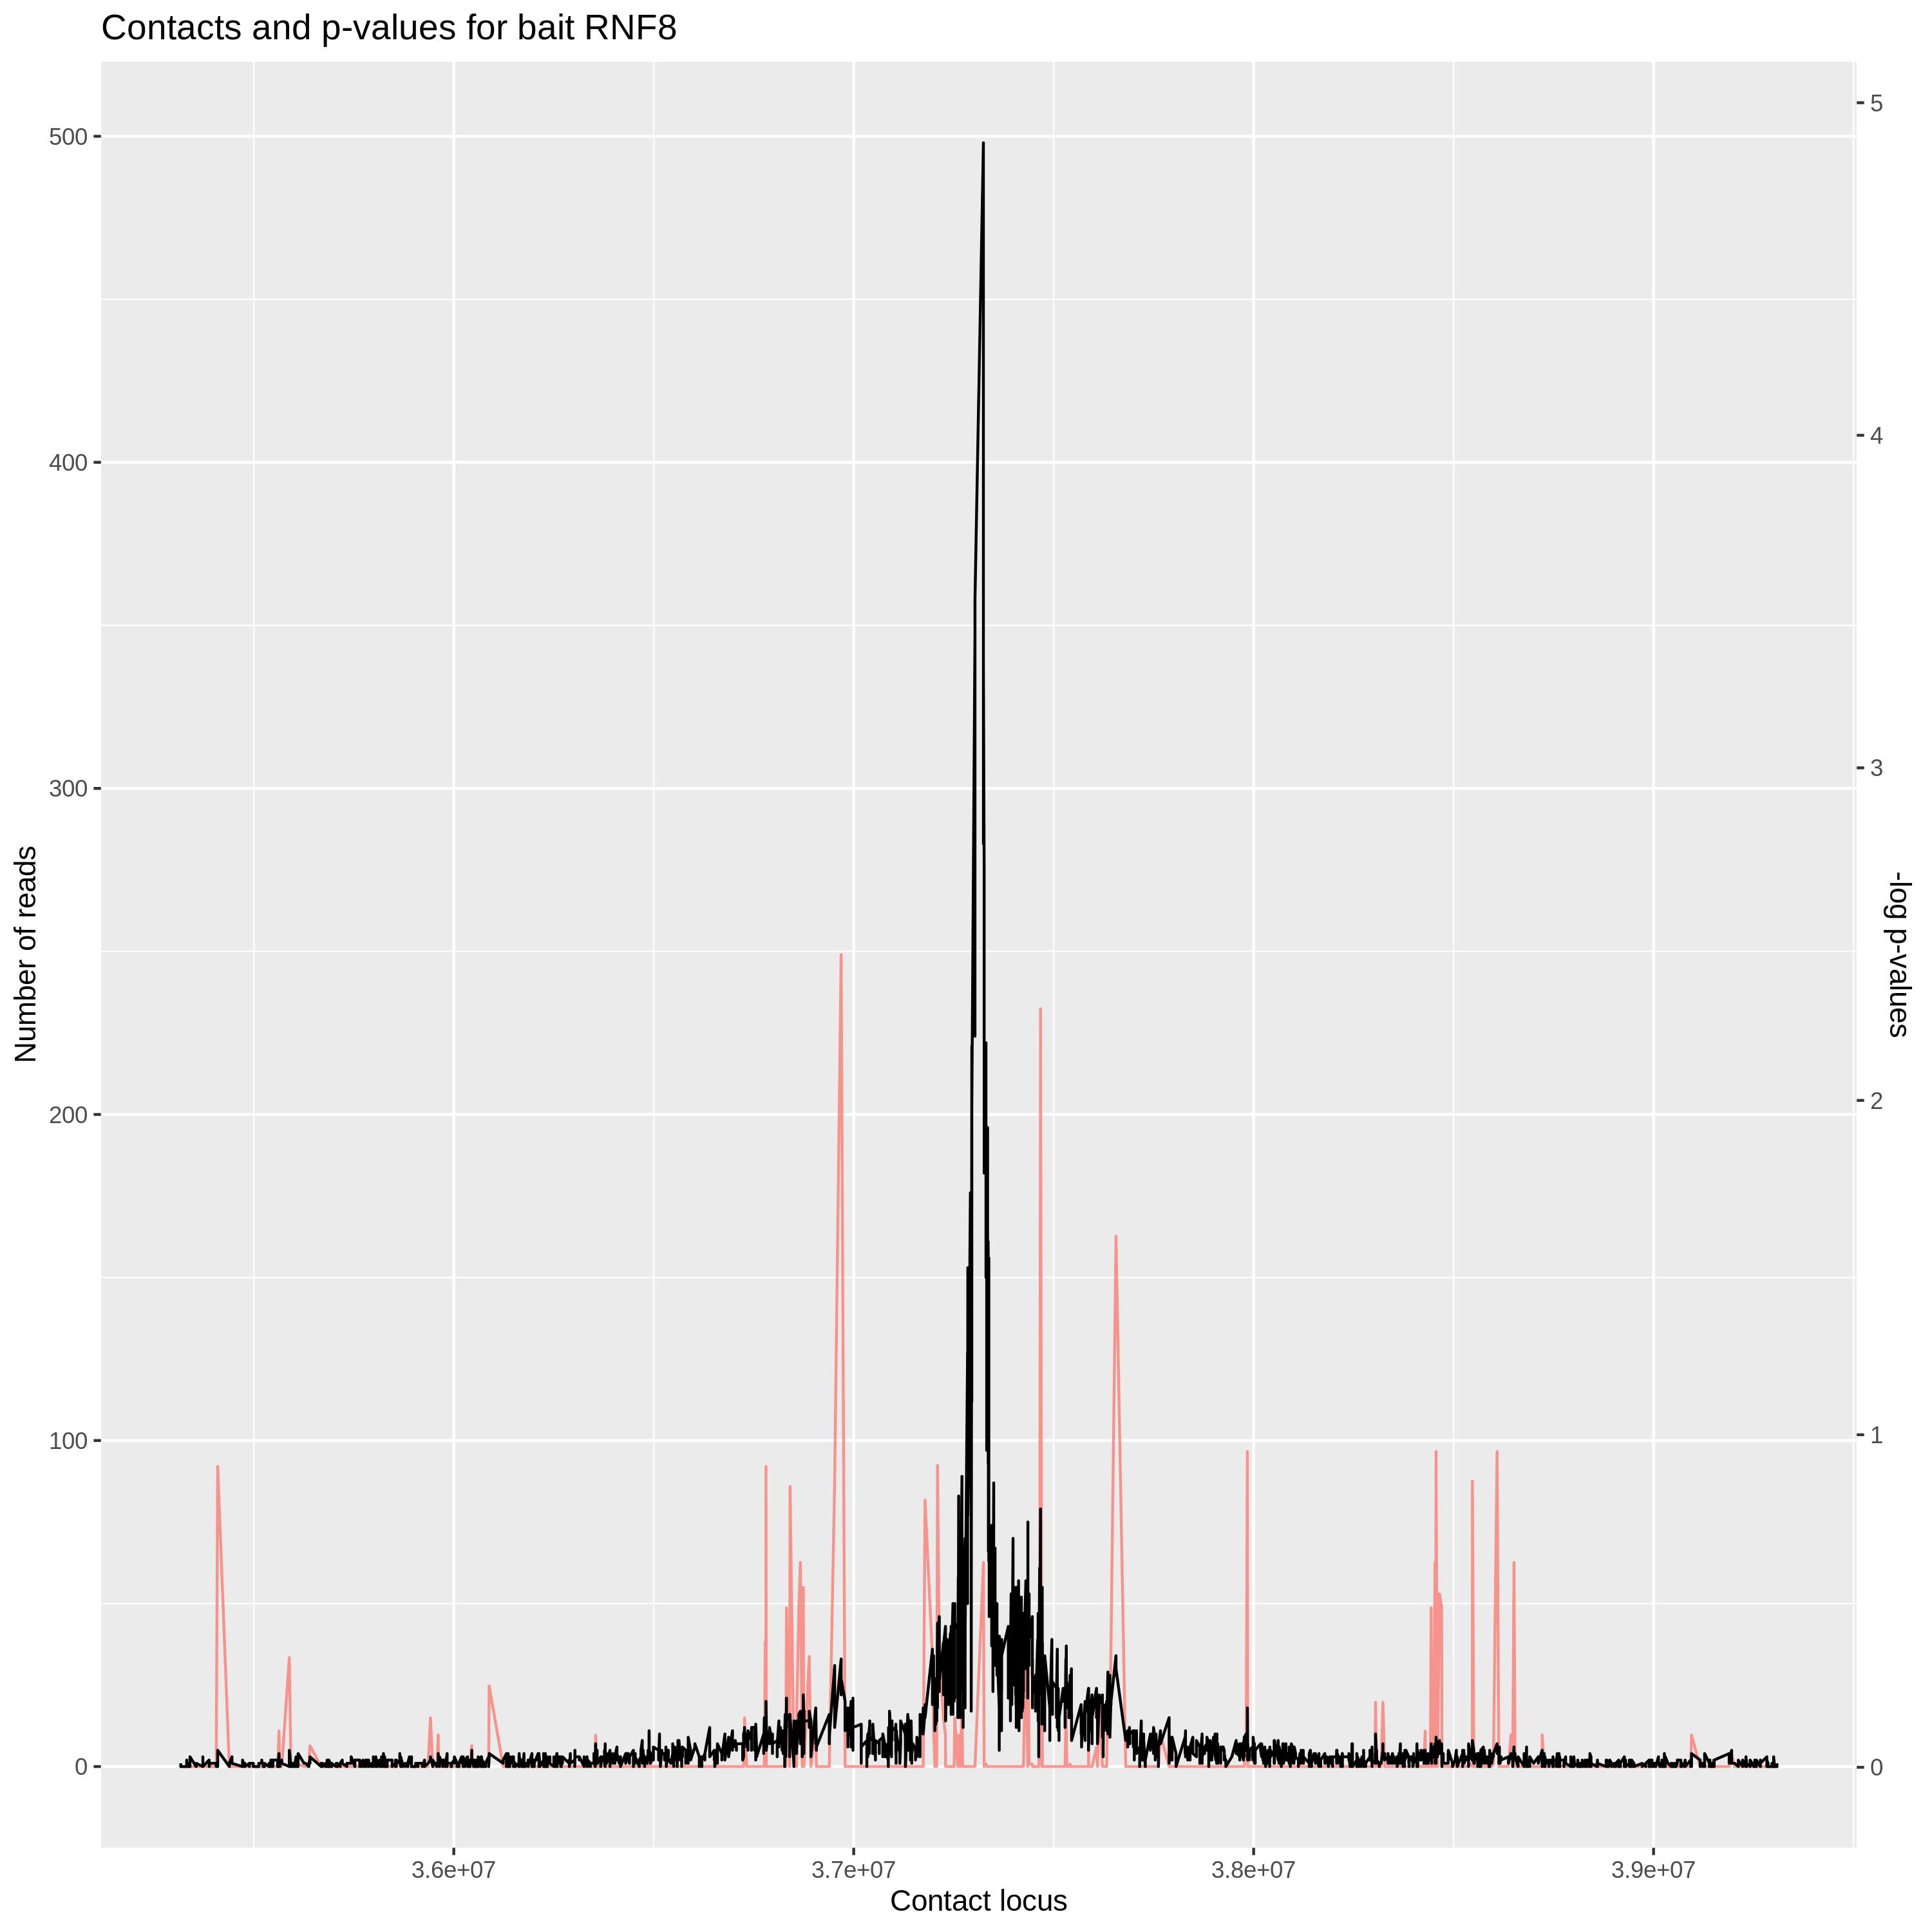 Contacts and p-values for bait RNF8
500
400
300
200
100
0
Number of reads
5
4
3
2
1
0
-log p-values
3.6e+07
3.7e+07
3.8e+07
3.9e+07
Contact locus